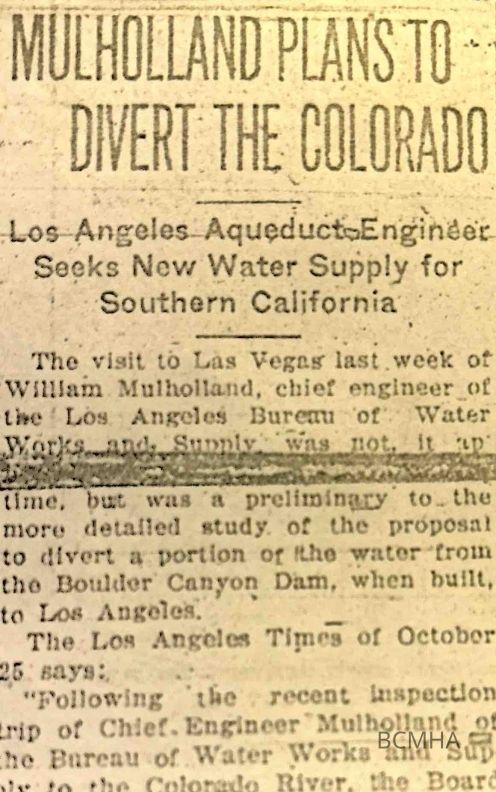 MULHOLLAND PLANS TO
DIVERT THE COLORADO
Los Angeles Aqueduct Engineer
Seeks New Water Supply for
Southern California
The visit to Las Vegas last week of
William Mulholland, chief engineer of
the Los Angeles Bureau of Water
Works and Supply was not, it ap
time, but was a preliminary to the
more detailed study of the proposal
to divert a portion of the water from
the Boulder Canyon Dam, when built,
to Los Angeles.
The Los Angeles Times of October
25 says:
"Following the recent inspection
trip of Chief Engineer Mulholland of
the Bureau of Water Works and Sup
ply to the Colorado River, the Board
BCMHA